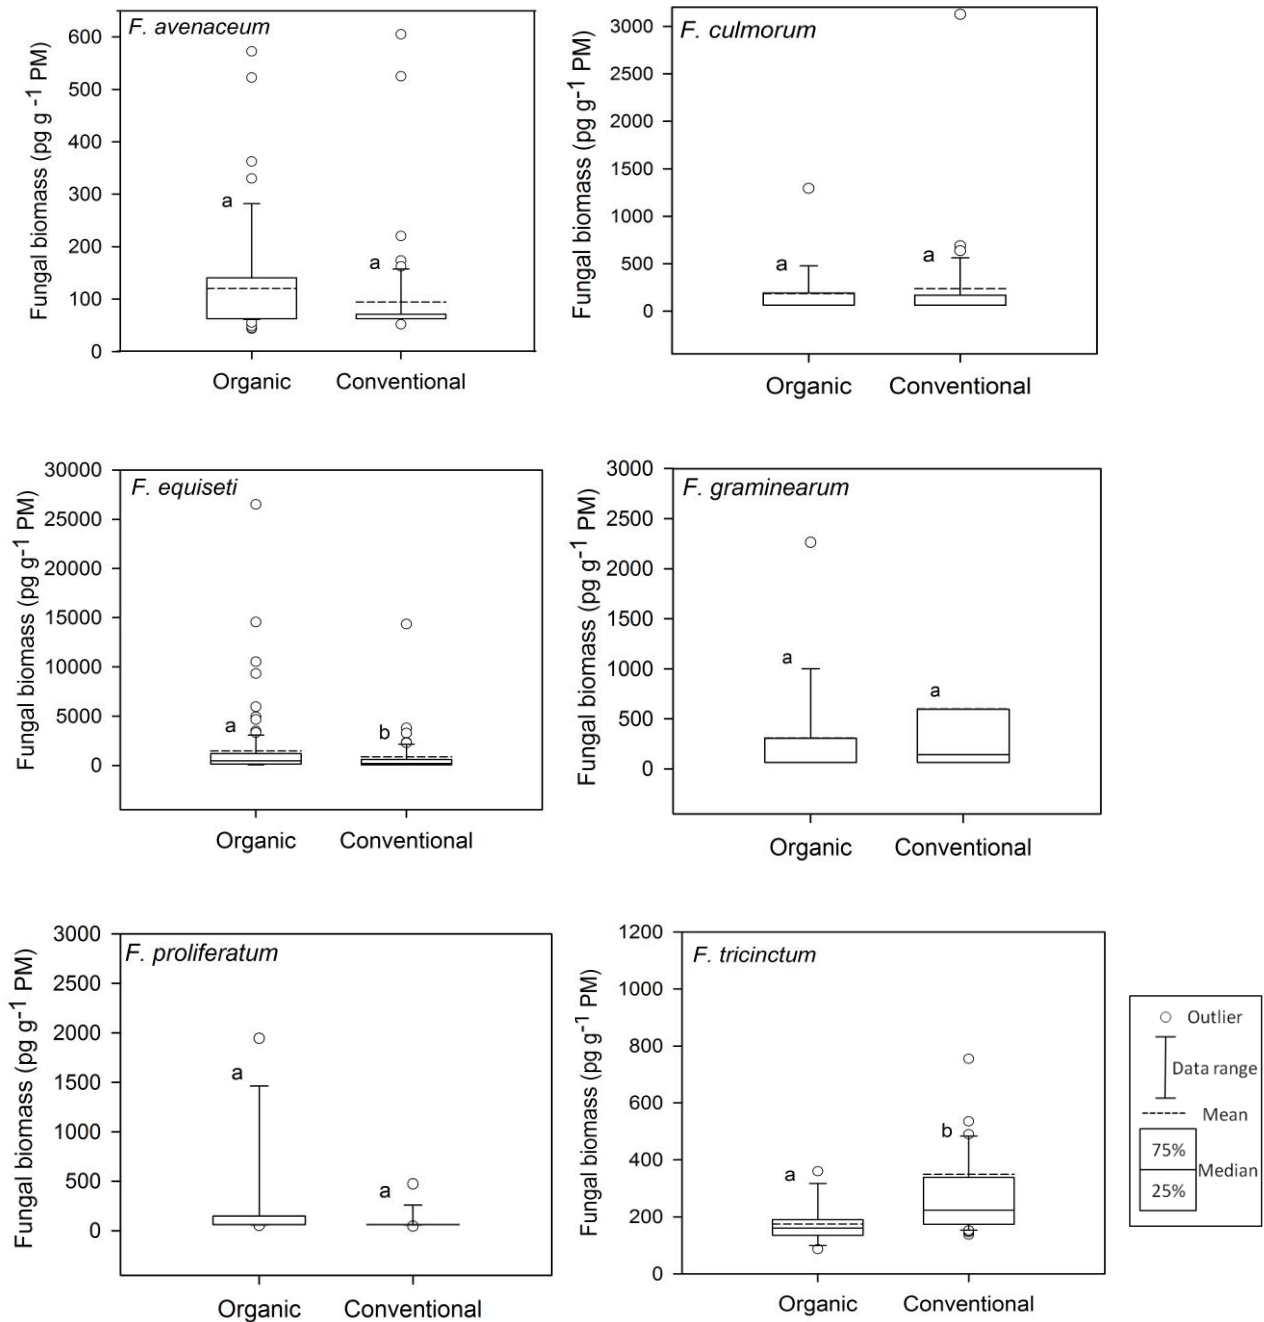 F. avenaceum
Fungal biomass (pg g -1 PM)
600
500
400
300
200
100
0
a
a
Organic
Conventional
F. culmorum
Fungal biomass (pg g-1 PM)
3000
2500
2000
1500
1000
500
0
a
a
Organic
Conventional
F. equiseti
Fungal biomass (pg g-1 PM)
30000
25000
20000
15000
10000
5000
0
a
b
Organic
Conventional
F. graminearum
Fungal biomass (pg g-1 PM)
3000
2500
2000
1500
1000
500
0
a
a
Organic
Conventional
F. proliferatum
Fungal biomass (pg g-1 PM)
3000
2500
2000
1500
1000
500
0
a
a
Organic
Conventional
F. tricinctum
Fungal biomass (pg g-1 PM)
1200
1000
800
600
400
200
0
a
b
Organic
Conventional
Outlier
Data range
Mean
75%
Median
25%